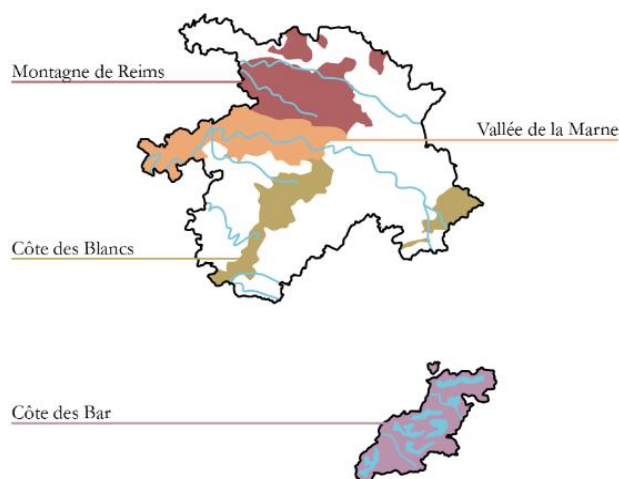 Montagne de Reims
Vallée de la Marne
Côte des Blancs
Côte des Bar